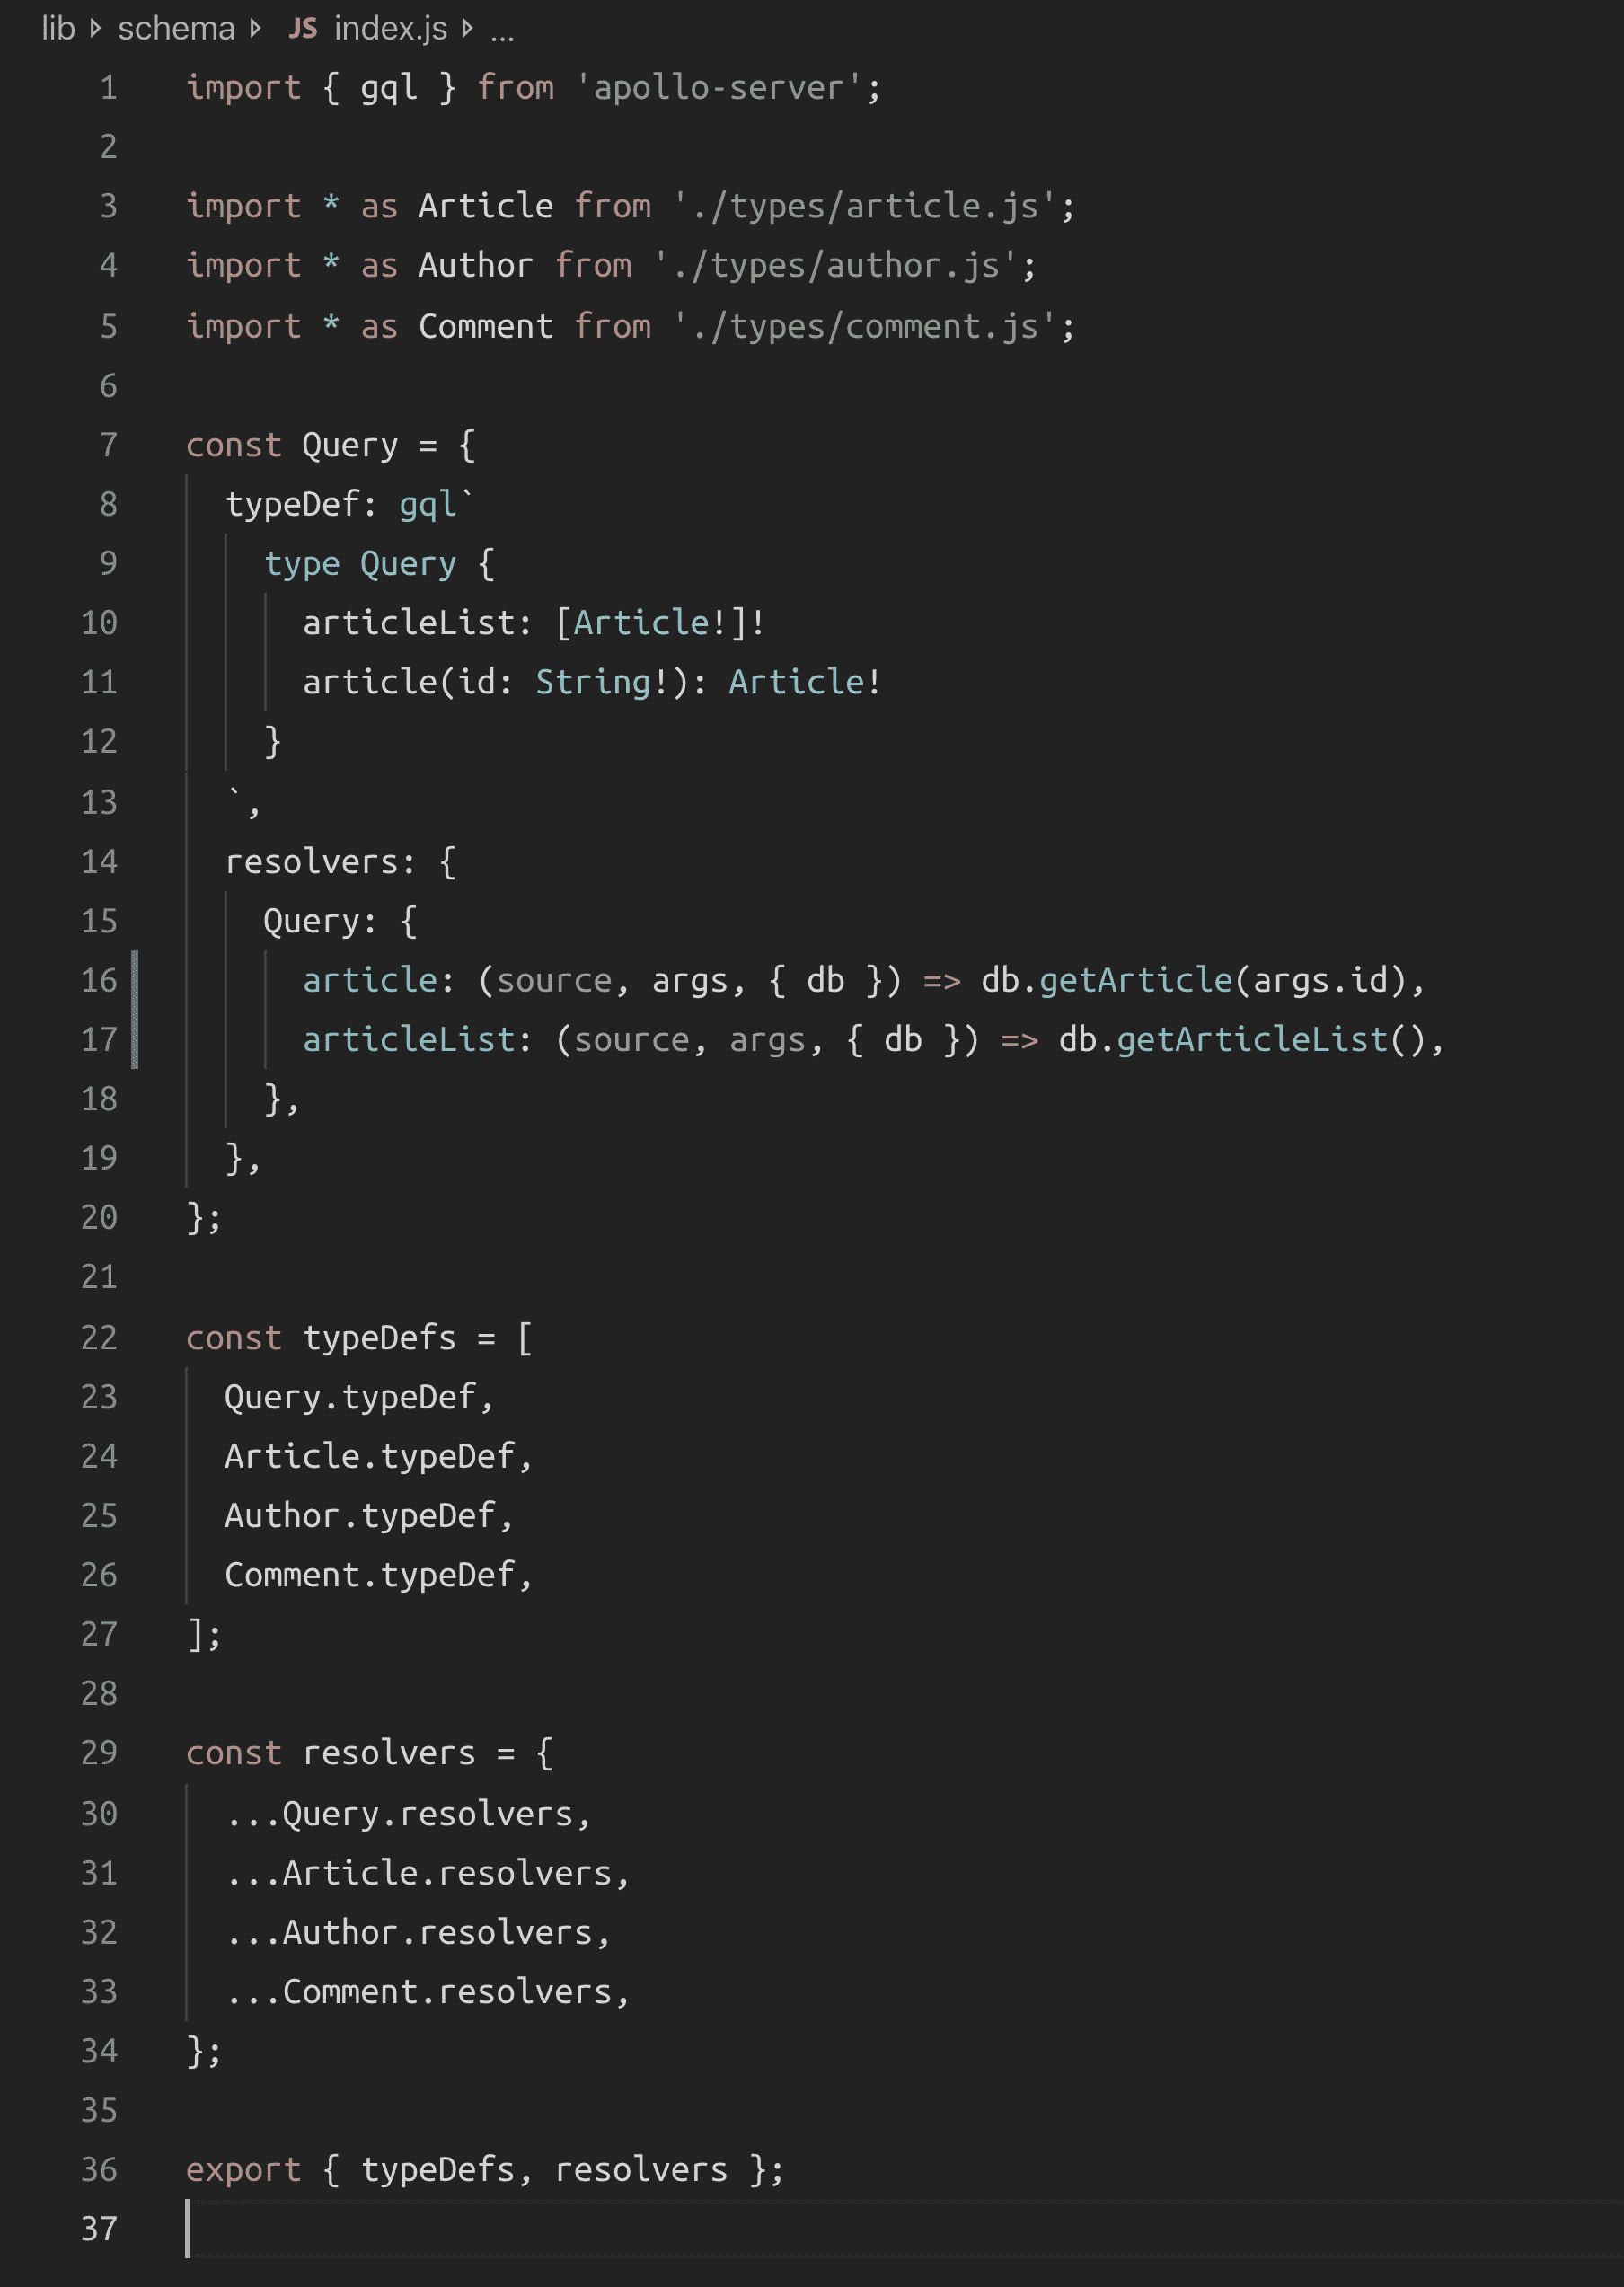 lib schema JS index.js ...
1 import { gql } from 'apollo-server';
2
3 import * as Article from './types/article.js';
4 import * as Author from './types/author.js';
5 import * as Comment from './types/comment.js';
6
7 const Query = {
8   typeDef: gql`
9     type Query {
10       articleList: [Article!]!
11       article(id: String!): Article!
12     }
13   `,
14   resolvers: {
15     Query: {
16       article: (source, args, { db }) => db.getArticle(args.id),
17       articleList: (source, args, { db }) => db.getArticleList(),
18     },
19   },
20 };
21
22 const typeDefs = [
23   Query.typeDef,
24   Article.typeDef,
25   Author.typeDef,
26   Comment.typeDef,
27 ];
28
29 const resolvers = {
30   ...Query.resolvers,
31   ...Article.resolvers,
32   ...Author.resolvers,
33   ...Comment.resolvers,
34 };
35
36 export { typeDefs, resolvers };
37